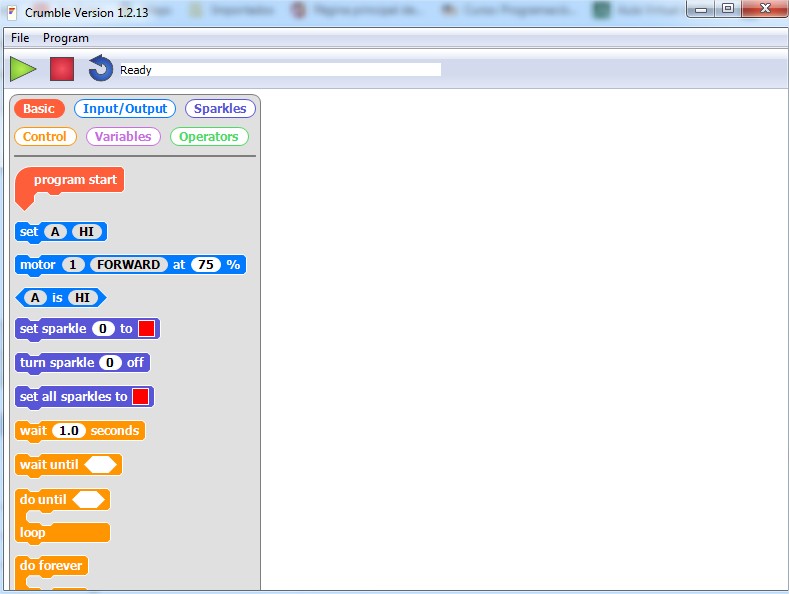 Crumble Version 1.2.13
File Program
Ready
Basic Input/Output Sparkles
Control Variables Operators
program start
set A HI
motor 1 FORWARD at 75 %
A is HI
set sparkle 0 to
turn sparkle 0 off
set all sparkles to
wait 1.0 seconds
wait until
do until
loop
do forever